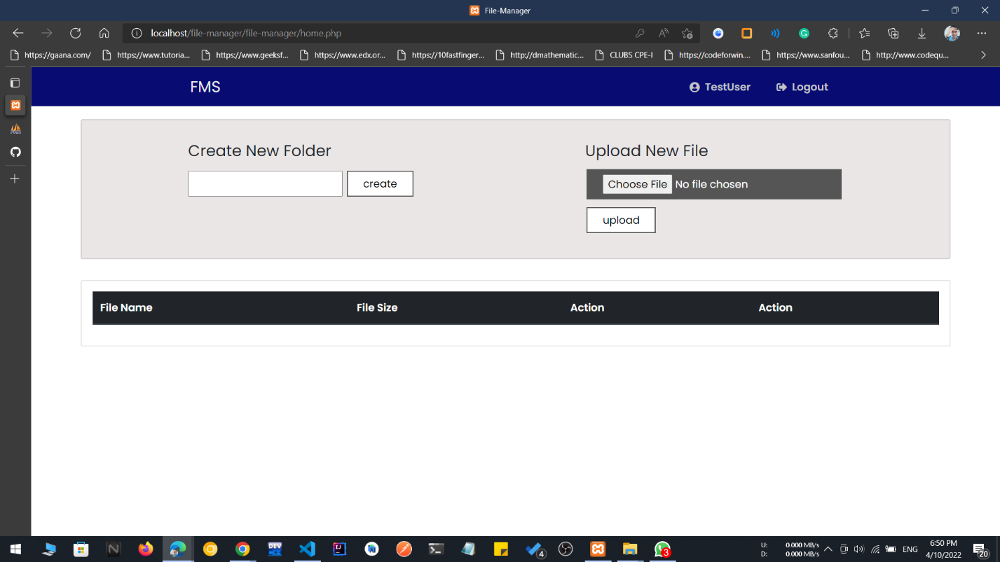 File-Manager
localhost/file-manager/file-manager/home.php
https://gaana.com/ https://www.tutoria... https://www.geeksf... https://www.edx.or... https://10fastfinger... http://dmathematic... CLUBS CPE-I https://codeforwin.... https://www.sanfou... http://www.codequ...
FMS TestUser Logout
Create New Folder Upload New File
create Choose File No file chosen
upload
File Name File Size Action Action
U: 0.000 MB/s
D: 0.000 MB/s
ENG
6:50 PM
4/10/2022
20
DEV
4
3